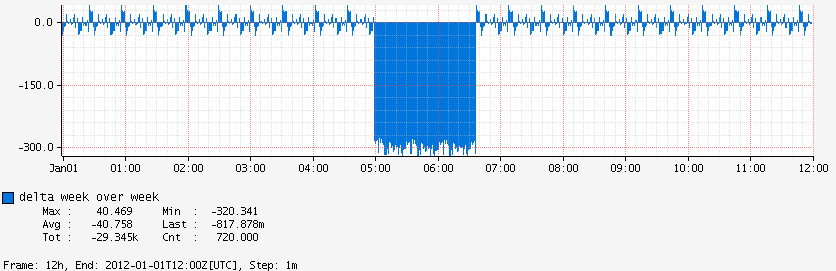 0.0
-150.0
-300.0
Jan01 01:00 02:00 03:00 04:00 05:00 06:00 07:00 08:00 09:00 10:00 11:00 12:00
delta week over week
Max : 40.469 Min : -320.341
Avg : -40.758 Last : -817.878m
Tot : -29.345k Cnt : 720.000
Frame: 12h, End: 2012-01-01T12:00Z[UTC], Step: 1m